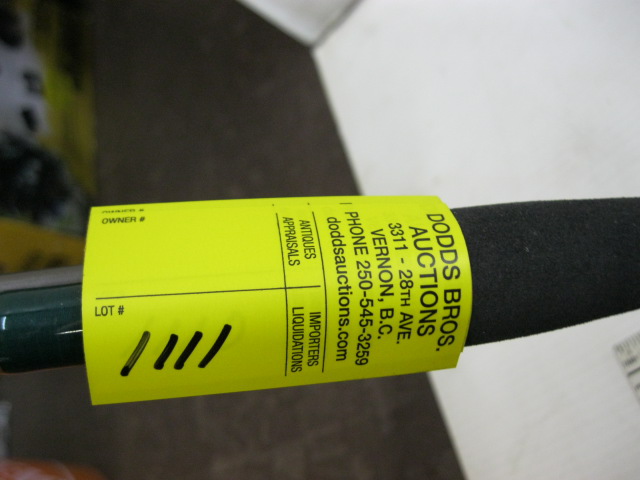 DODDS BROS.
AUCTIONS
3311 - 28TH AVE.
VERNON, B.C.
PHONE 250-545-3259
doddsauctions.com
ANTIQUES
APPRAISALS
IMPORTERS
LIQUIDATIONS
OWNER #
LOT #
1111